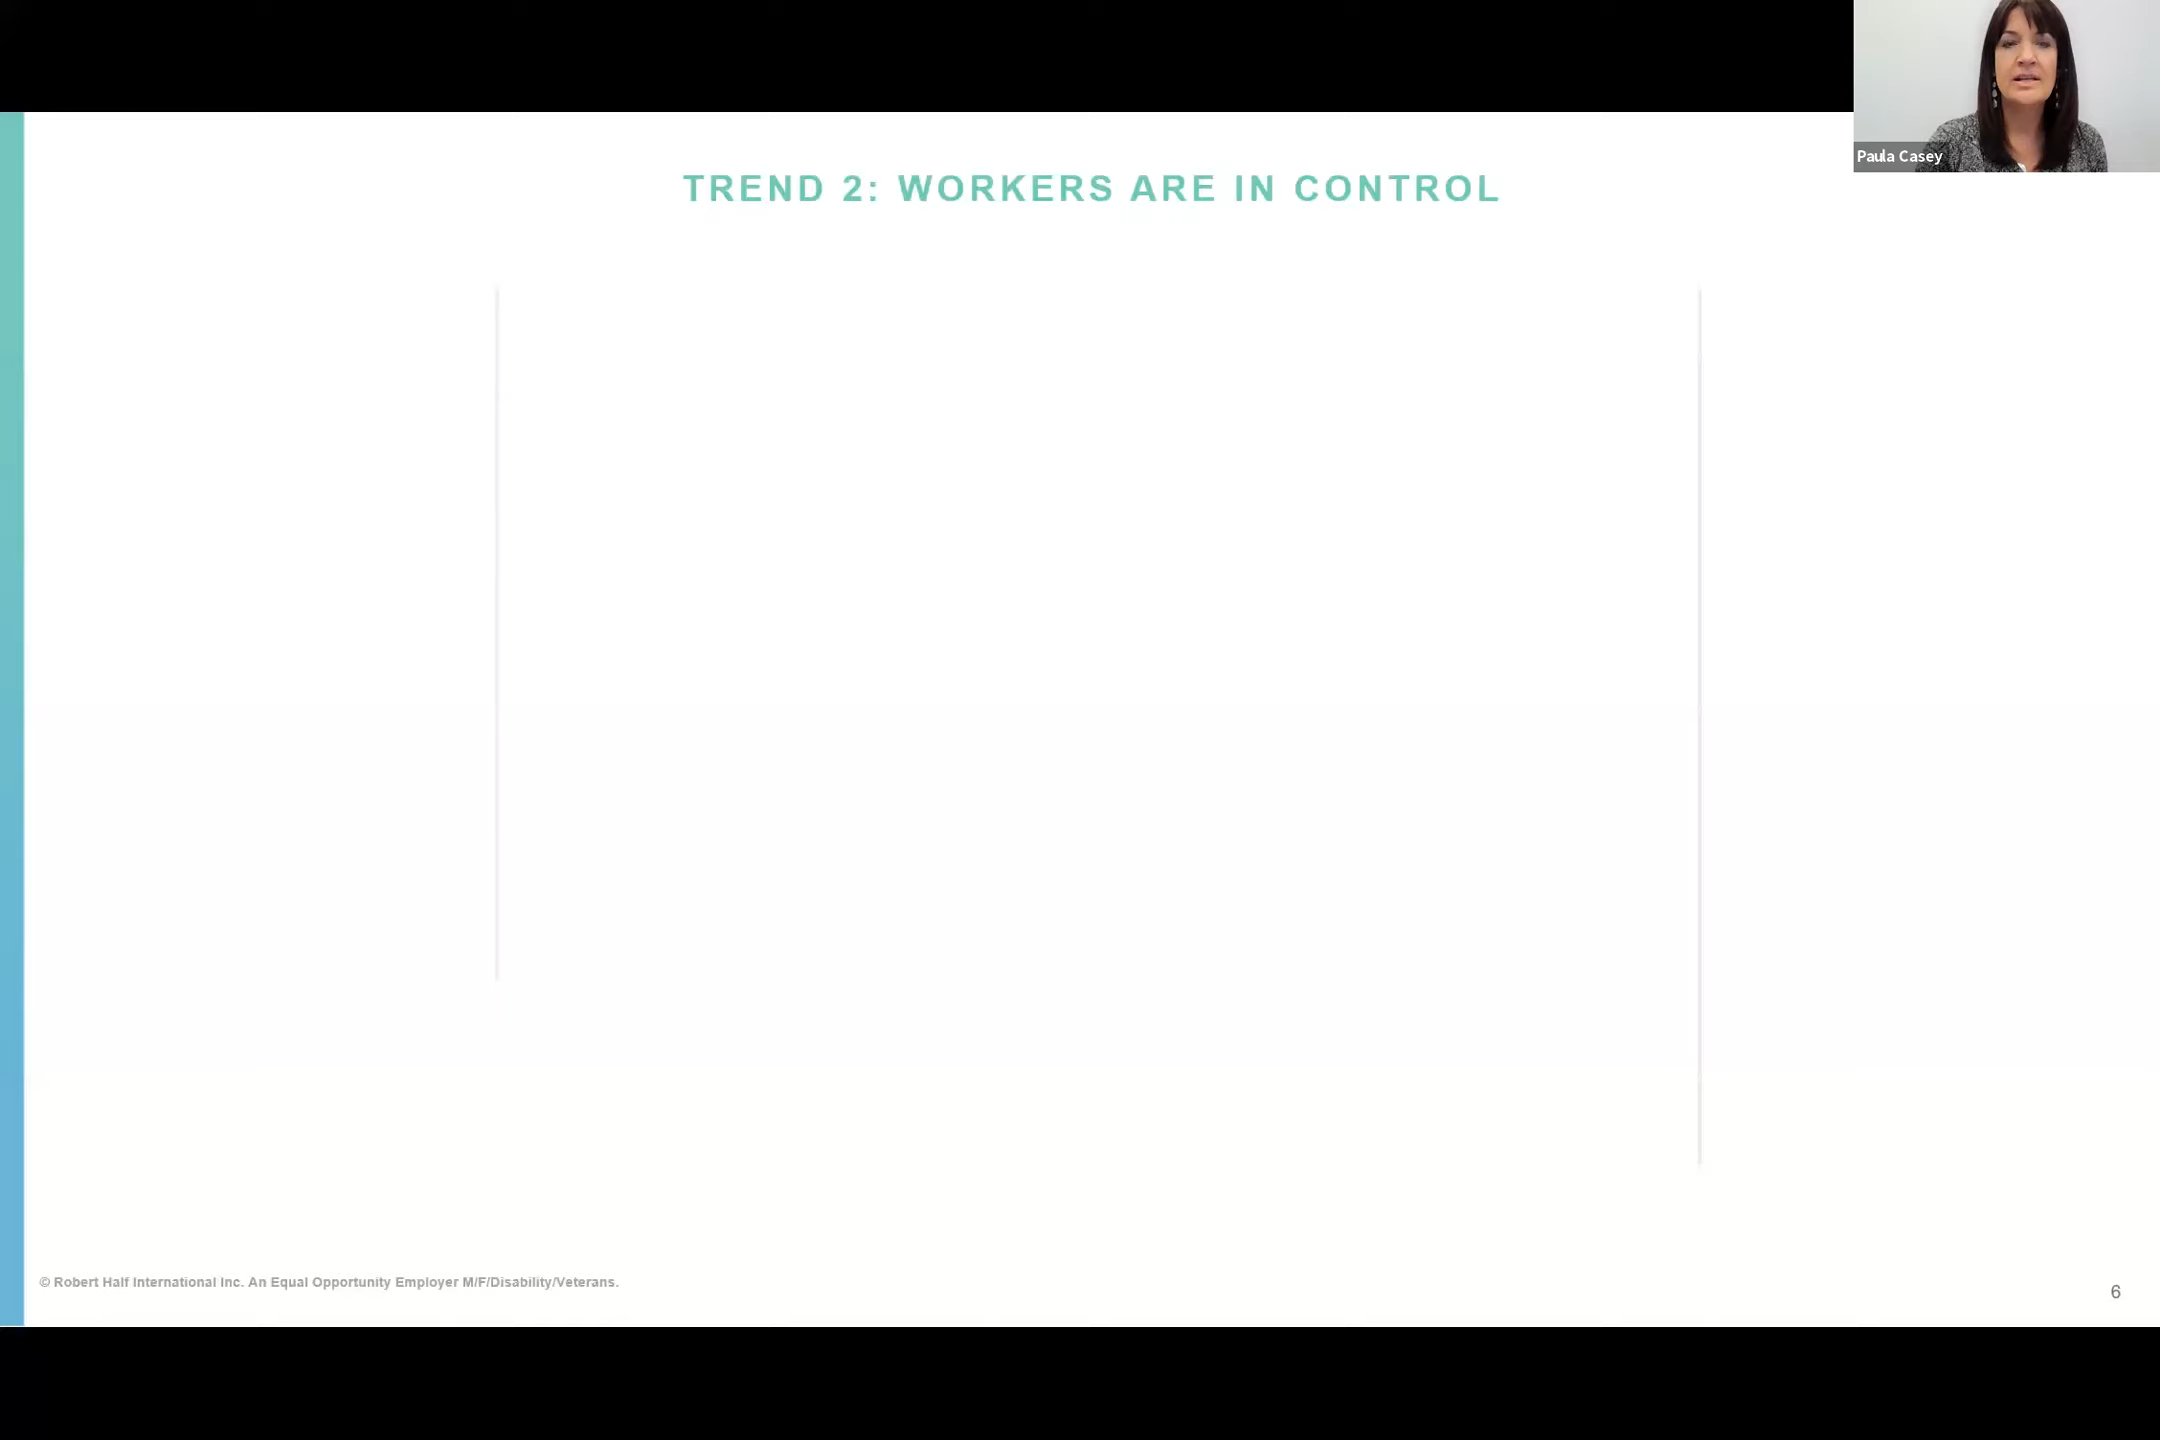 Paula Casey
TREND 2: WORKERS ARE IN CONTROL
© Robert Half International Inc. An Equal Opportunity Employer M/F/Disability/Veterans.
6